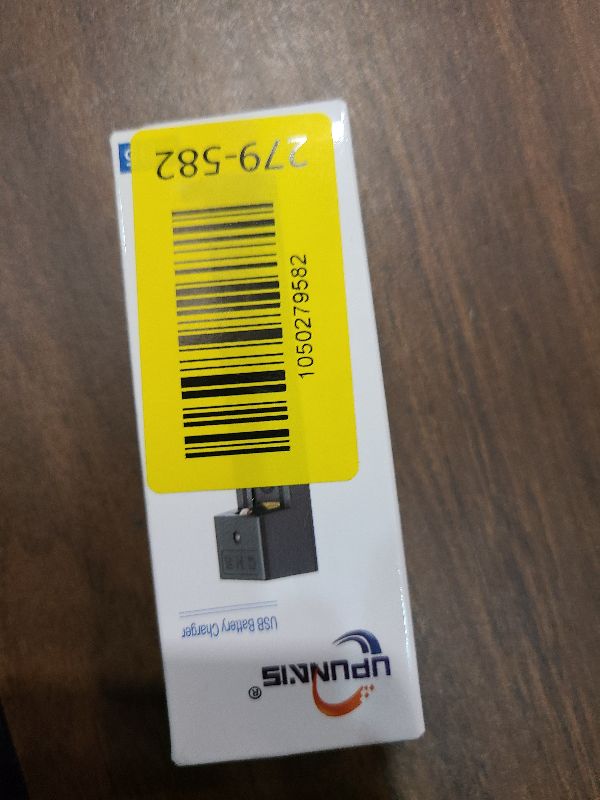 UPUNNIS®
USB Battery Charger
279-582
1050279582